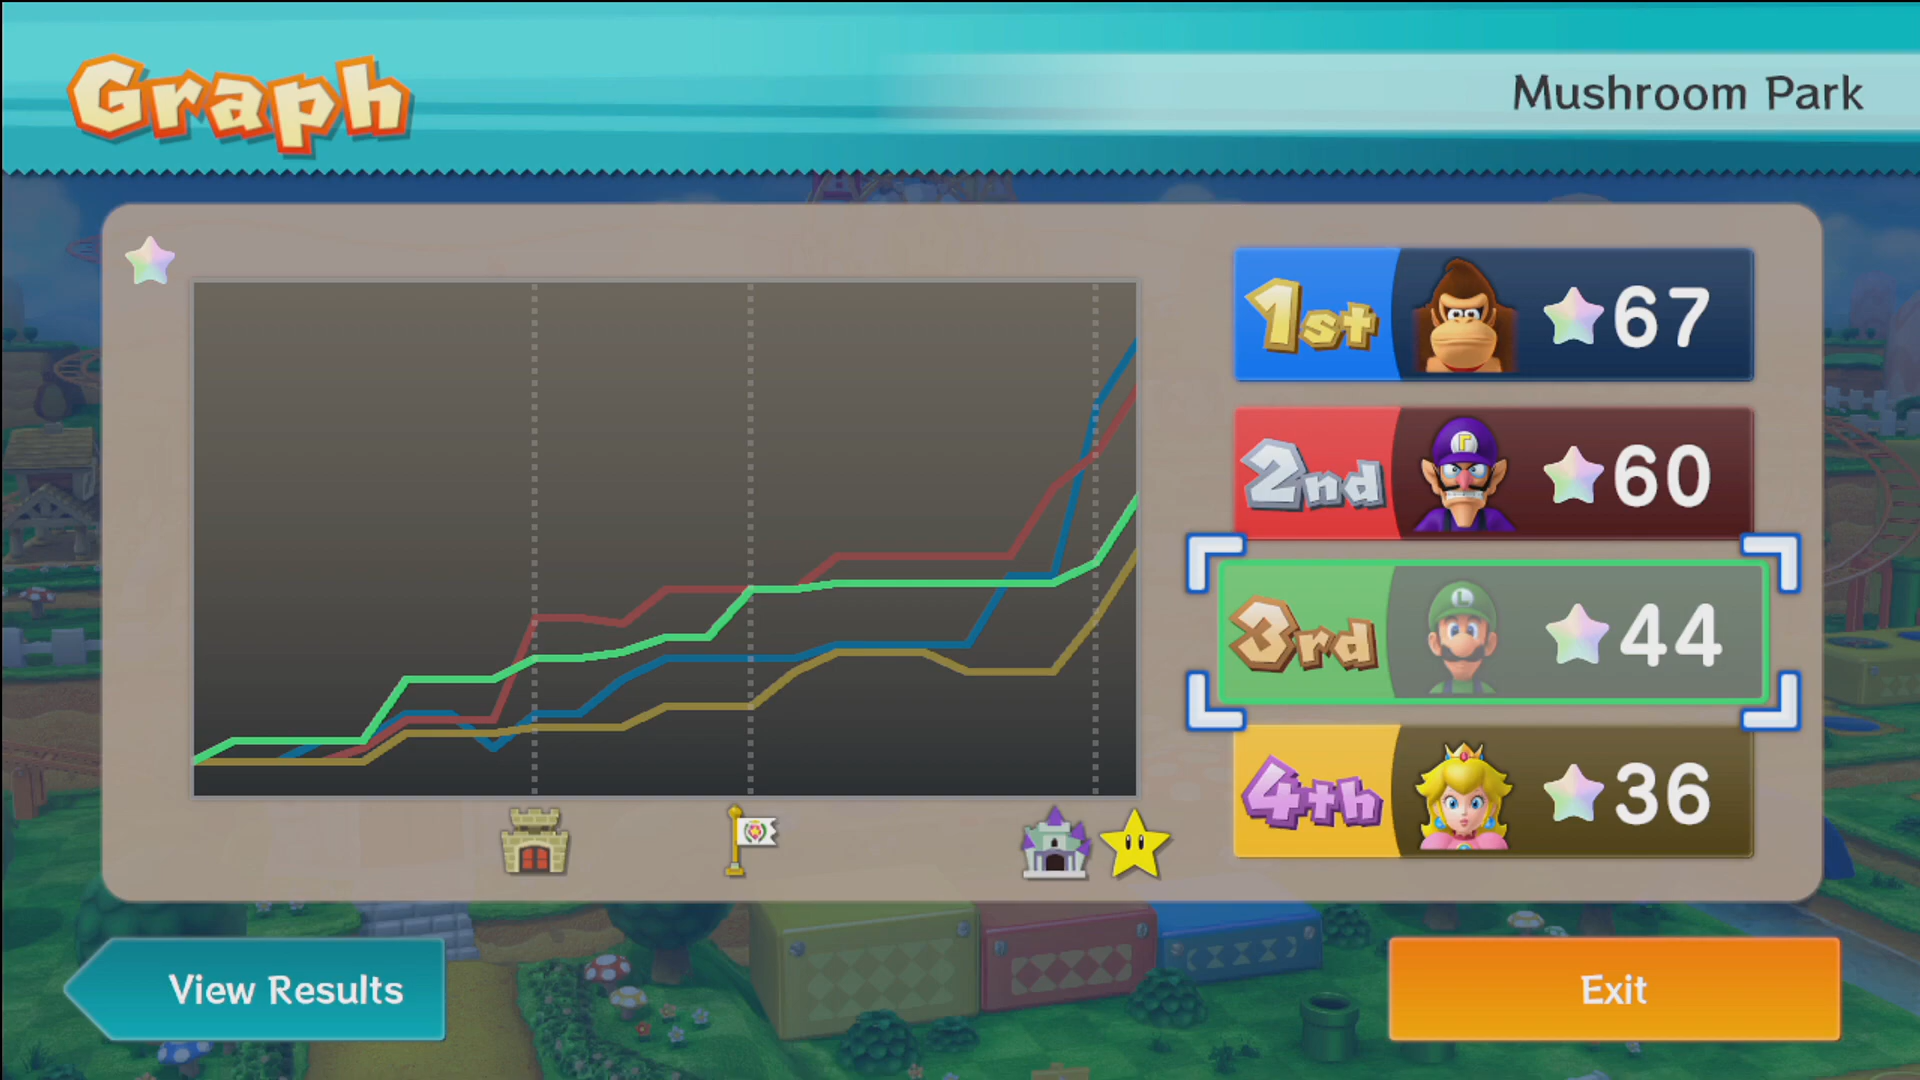 Graph
Mushroom Park
1st 67
2nd 60
3rd L 44
4th 36
View Results
Exit